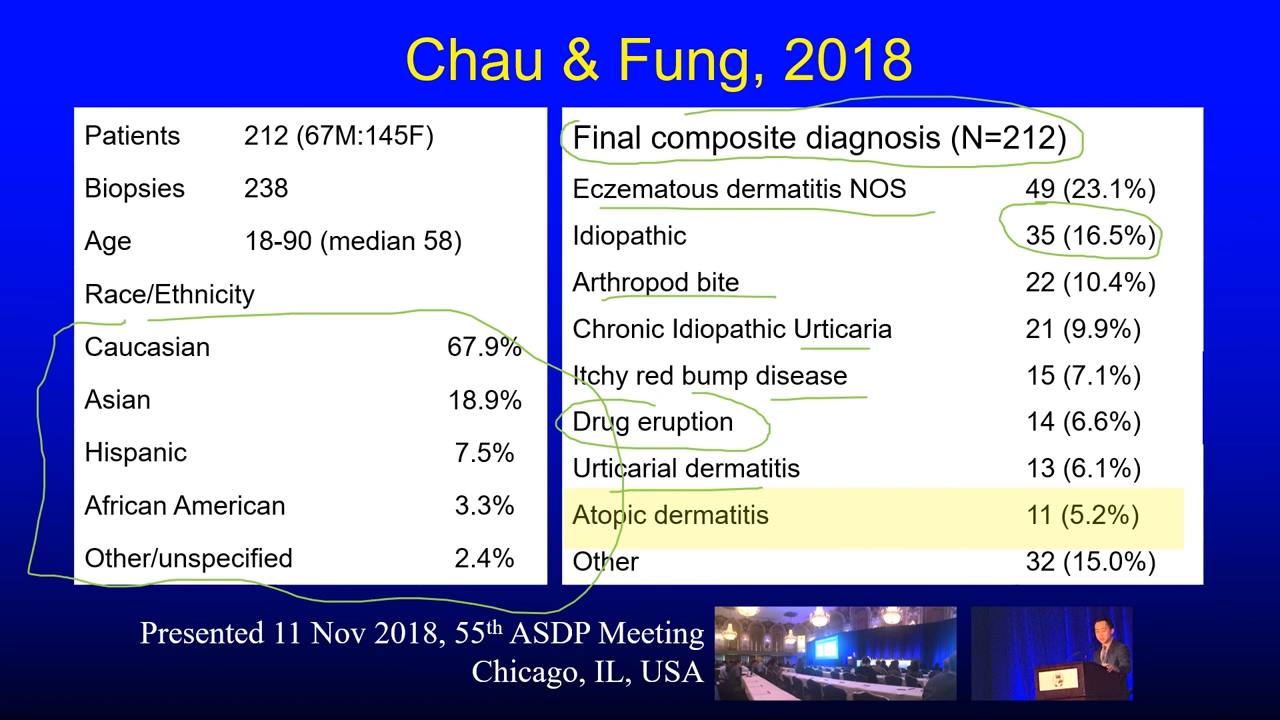 Chau & Fung, 2018
Patients 212 (67M:145F)
Biopsies 238
Age 18-90 (median 58)
Race/Ethnicity
Caucasian 67.9%
Asian 18.9%
Hispanic 7.5%
African American 3.3%
Other/unspecified 2.4%
Final composite diagnosis (N=212)
Eczematous dermatitis NOS 49 (23.1%)
Idiopathic 35 (16.5%)
Arthropod bite 22 (10.4%)
Chronic Idiopathic Urticaria 21 (9.9%)
Itchy red bump disease 15 (7.1%)
Drug eruption 14 (6.6%)
Urticarial dermatitis 13 (6.1%)
Atopic dermatitis 11 (5.2%)
Other 32 (15.0%)
Presented 11 Nov 2018, 55th ASDP Meeting
Chicago, IL, USA